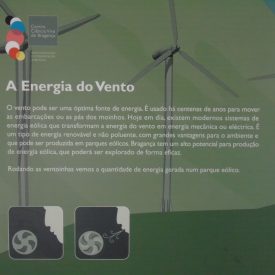 Centro
Ciência Viva
de Bragança
A Energia do Vento
O vento pode ser uma óptima fonte de energia. É usado há centenas de anos para mover
as embarcações ou as pás dos moinhos. Hoje em dia, existem modernos sistemas de
energia eólica que transformam a energia do vento em energia mecânica ou eléctrica. É
um tipo de energia renovável e não poluente, com grandes vantagens para o ambiente e
que pode ser produzida em parques eólicos. Bragança tem um alto potencial para produção
de energia eólica, que poderá ser explorado de forma eficaz.
Rodando as ventoinhas vemos a quantidade de energia gerada num parque eólico.